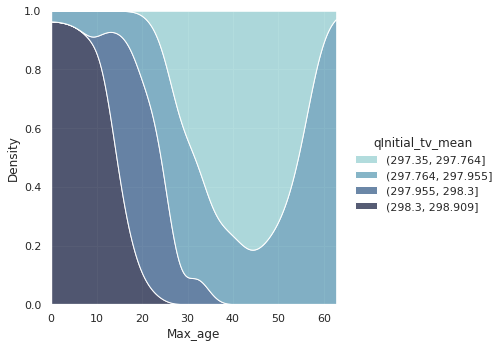 1.0
0.8
0.6
0.4
0.2
0.0
Density
0 10 20 30 40 50 60
Max_age
qInitial_tv_mean
(297.35, 297.764]
(297.764, 297.955]
(297.955, 298.3]
(298.3, 298.909]